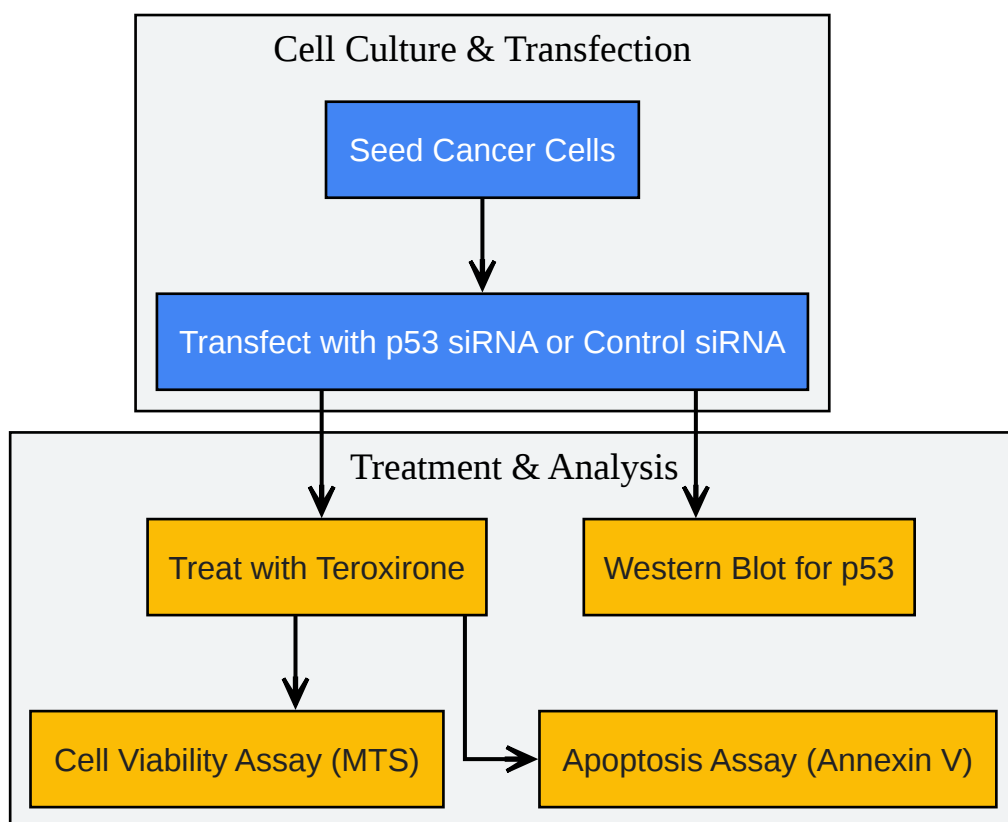 Cell Culture & Transfection
Seed Cancer Cells
Transfect with p53 siRNA or Control siRNA
Treatment & Analysis
Treat with Teroxirone
Western Blot for p53
Cell Viability Assay (MTS)
Apoptosis Assay (Annexin V)